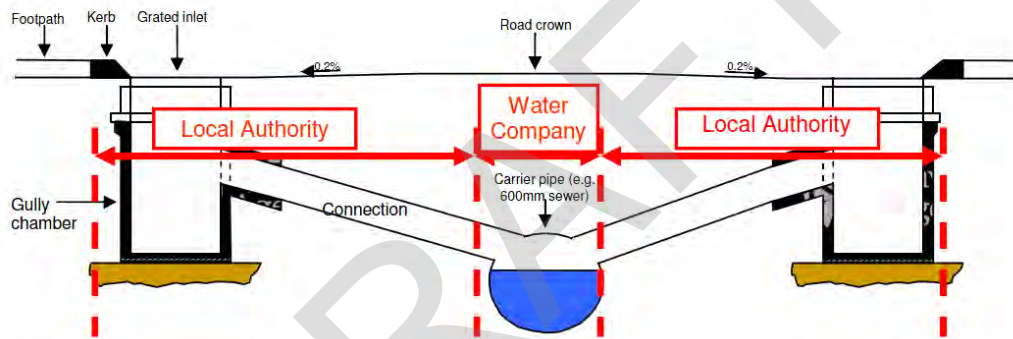 Footpath
Kerb
Grated inlet
Road crown
0.2%
0.2%
Local Authority
Water
Company
Local Authority
Carrier pipe (e.g.
600mm sewer)
Gully
chamber
Connection
DRAFT